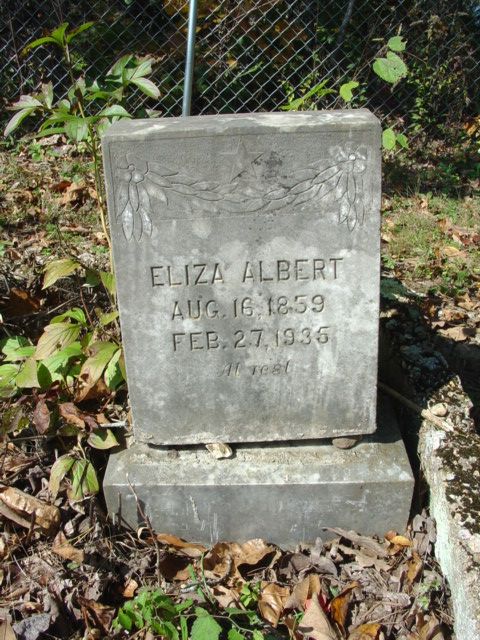 ELIZA ALBERT
AUG. 16, 1859
FEB. 27, 1935
At rest